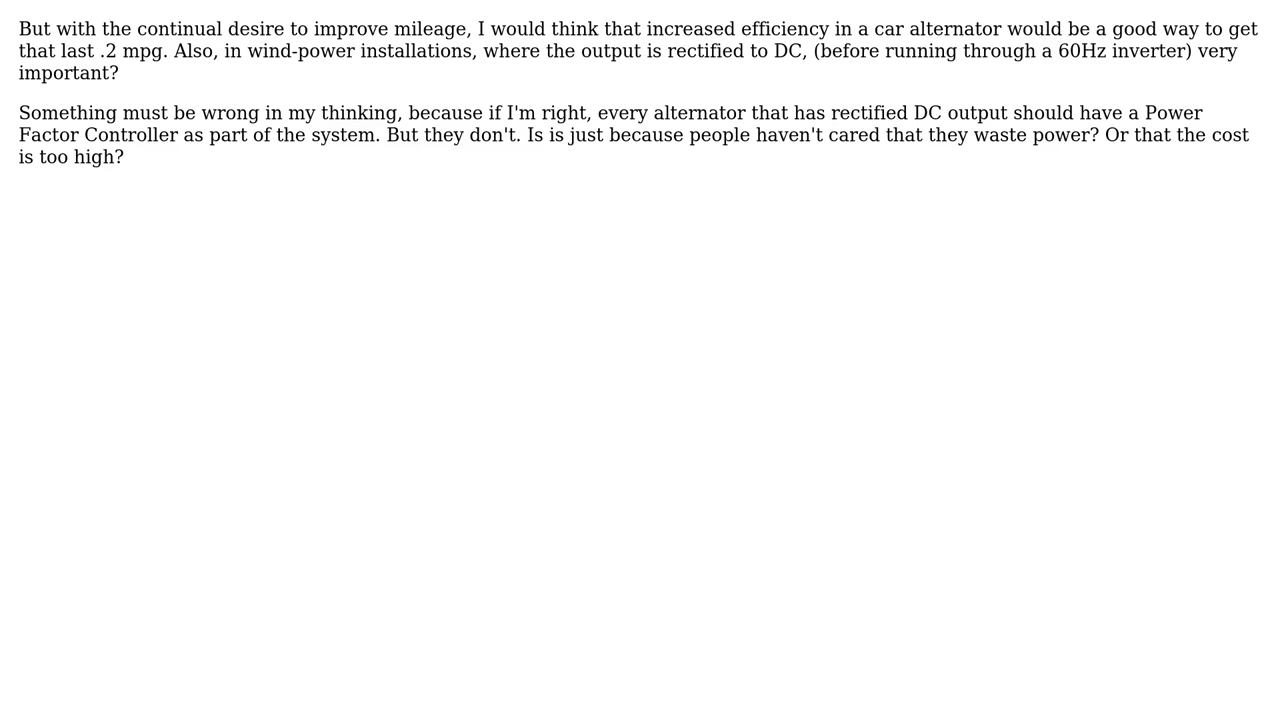 But with the continual desire to improve mileage, I would think that increased efficiency in a car alternator would be a good way to get
that last .2 mpg. Also, in wind-power installations, where the output is rectified to DC, (before running through a 60Hz inverter) very
important?
Something must be wrong in my thinking, because if I'm right, every alternator that has rectified DC output should have a Power
Factor Controller as part of the system. But they don't. Is is just because people haven't cared that they waste power? Or that the cost
is too high?